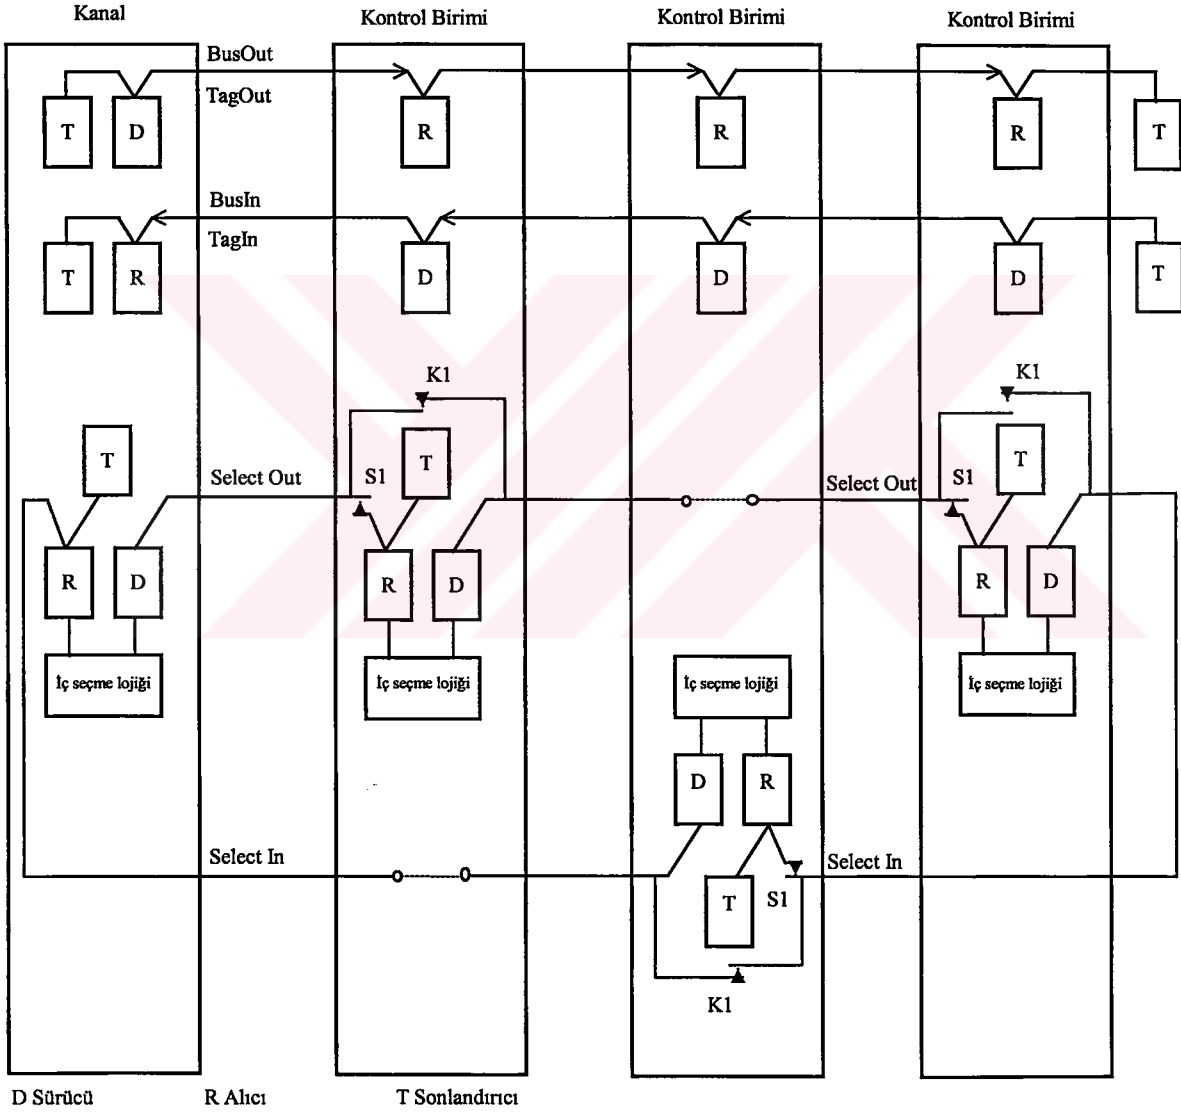 Kanal
Kontrol Birimi
Kontrol Birimi
Kontrol Birimi
BusOut
TagOut
T
D
R
R
R
T
BusIn
TagIn
T
R
D
D
D
T
K1
K1
T
Select Out
S1
T
Select Out
S1
T
R
D
R
D
R
D
İç seçme lojiği
İç seçme lojiği
İç seçme lojiği
İç seçme lojiği
D
R
Select In
Select In
T
S1
K1
D Sürücü
R Alıcı
T Sonlandırıcı